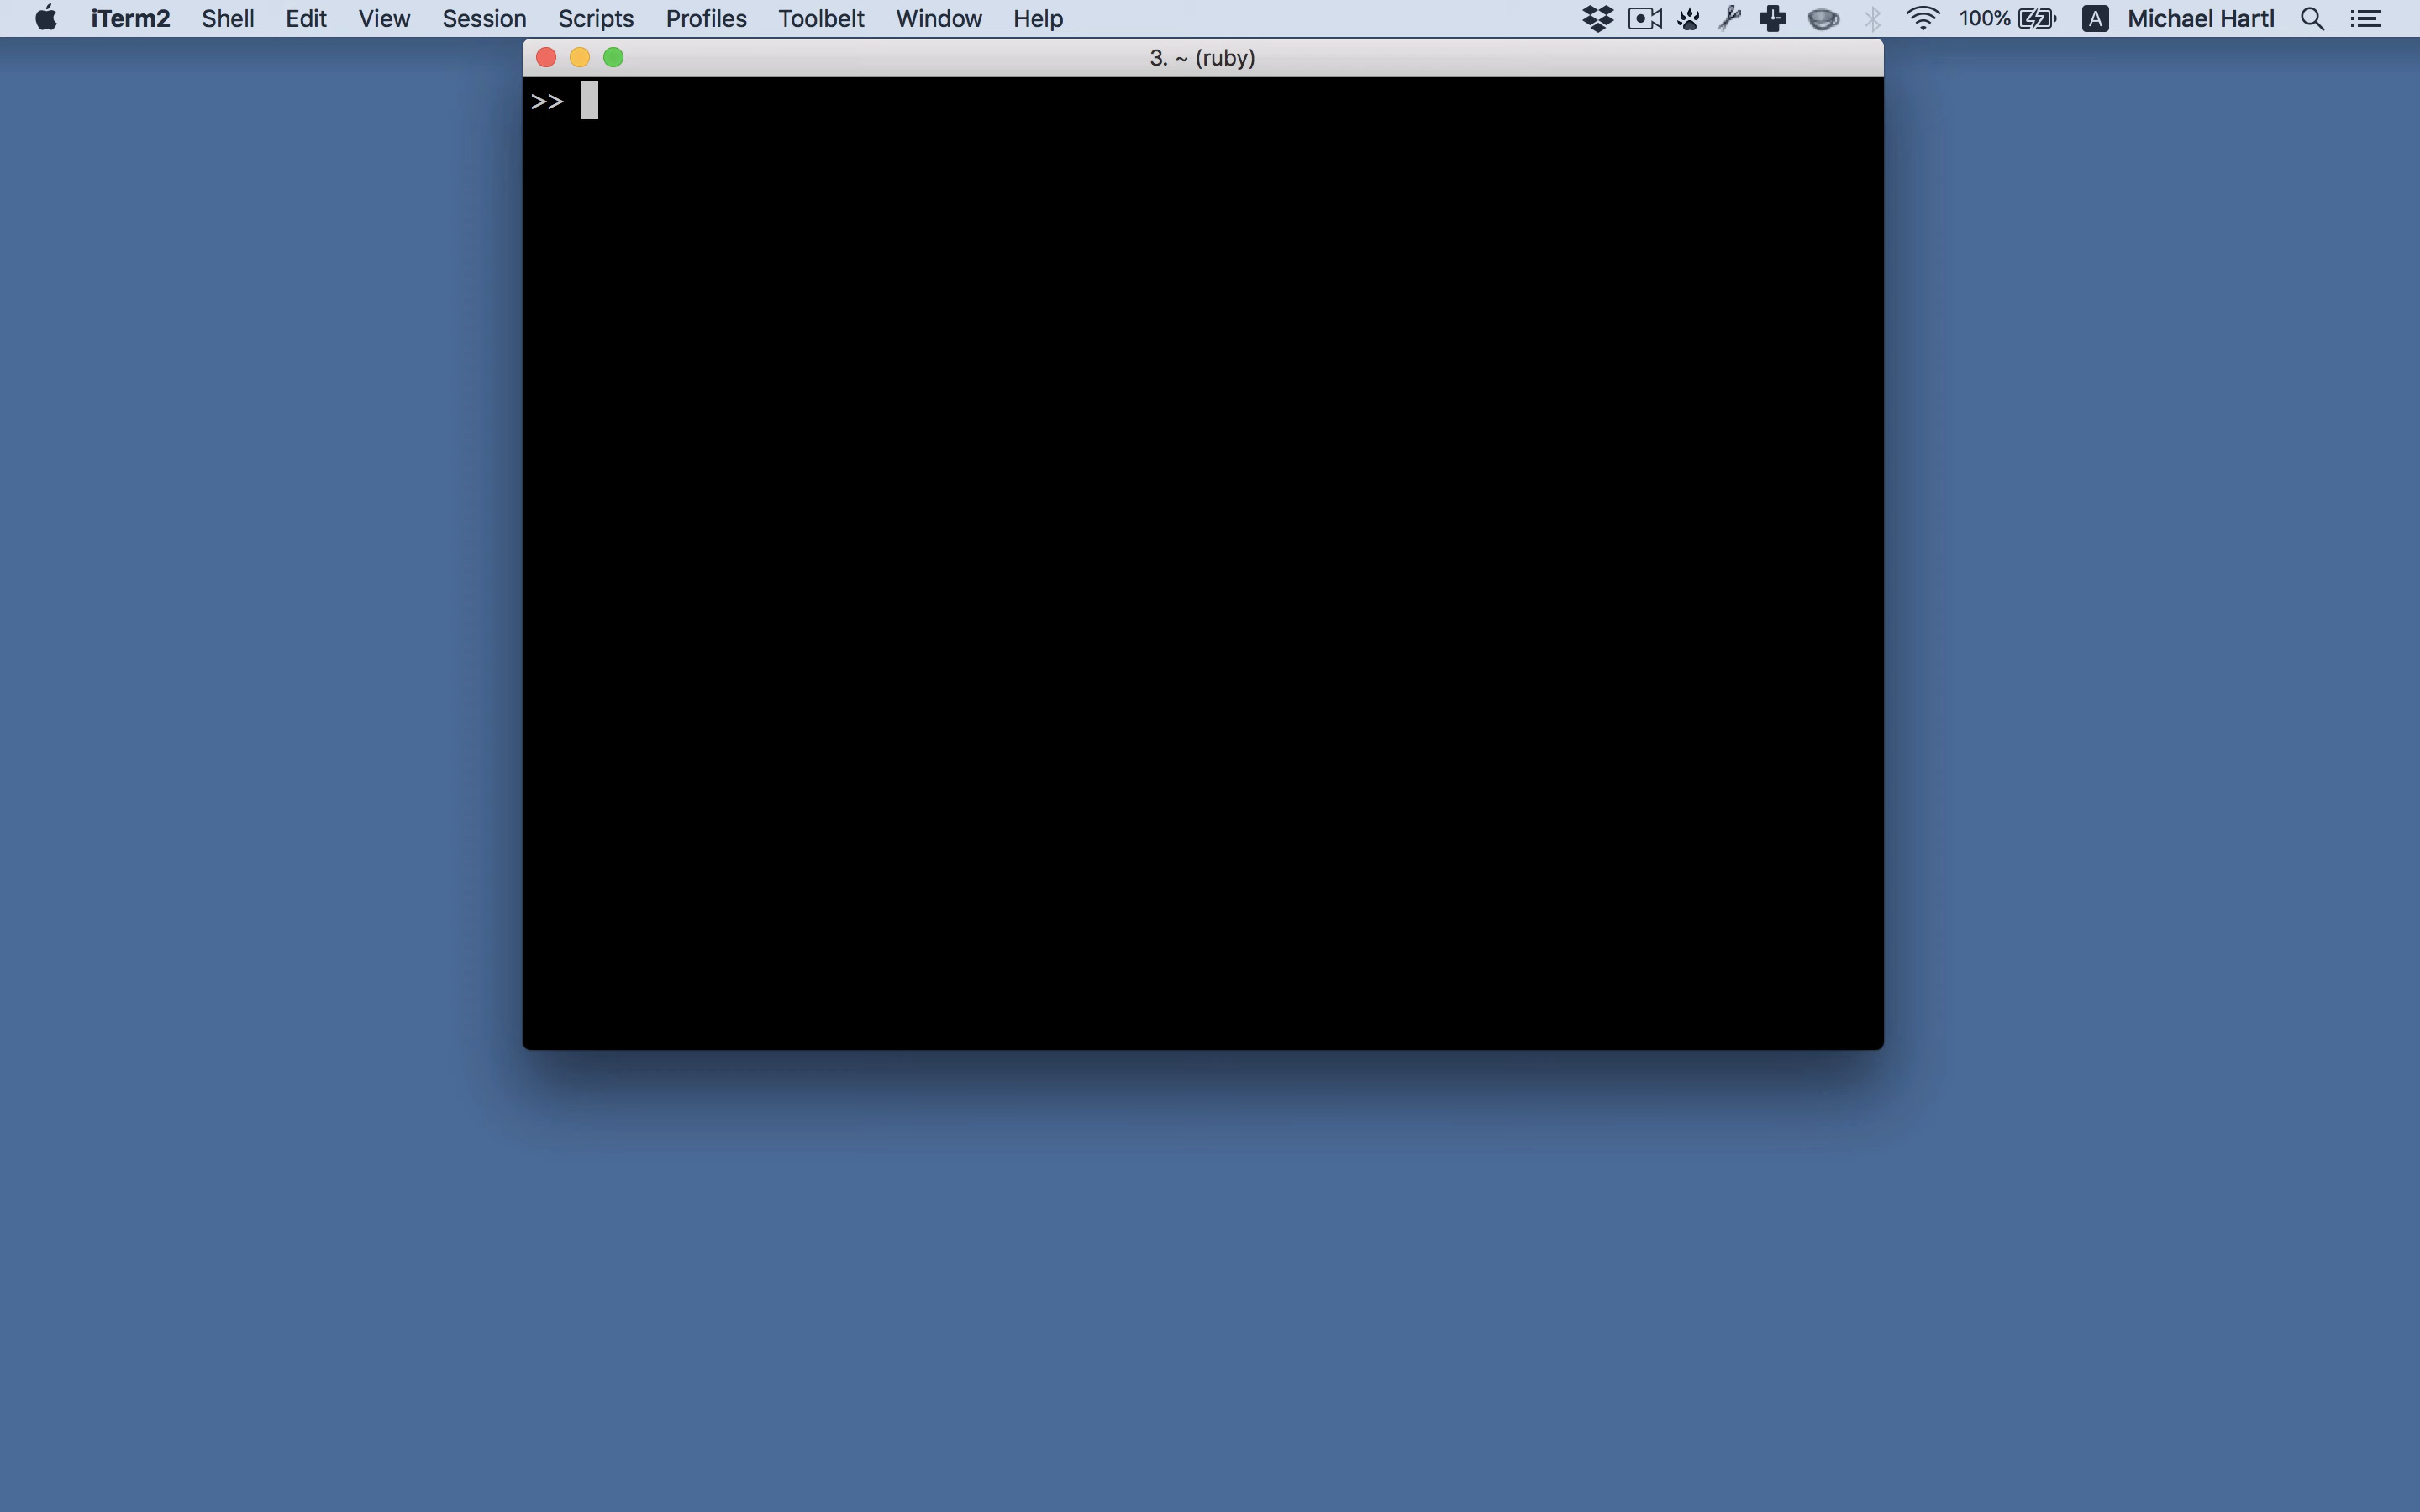 iTerm2 Shell Edit View Session Scripts Profiles Toolbelt Window Help 100% A Michael Hartl
3. ~ (ruby)
>>